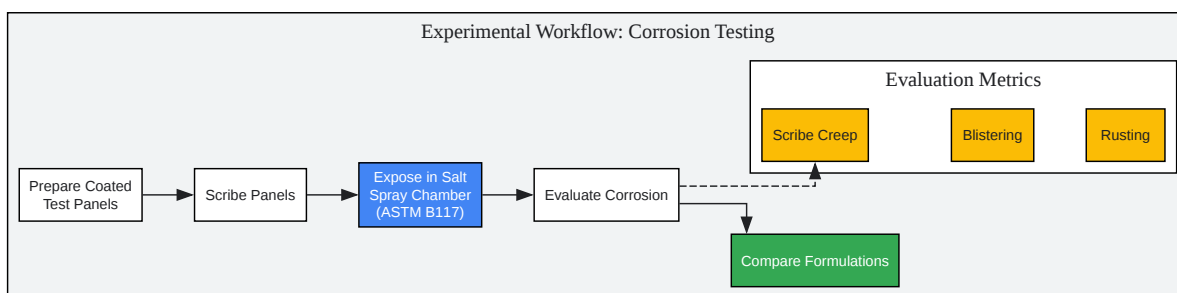 Experimental Workflow: Corrosion Testing
Evaluation Metrics
Scribe Creep
Blistering
Rusting
Prepare Coated
Test Panels
Scribe Panels
Expose in Salt
Spray Chamber
(ASTM B117)
Evaluate Corrosion
Compare Formulations